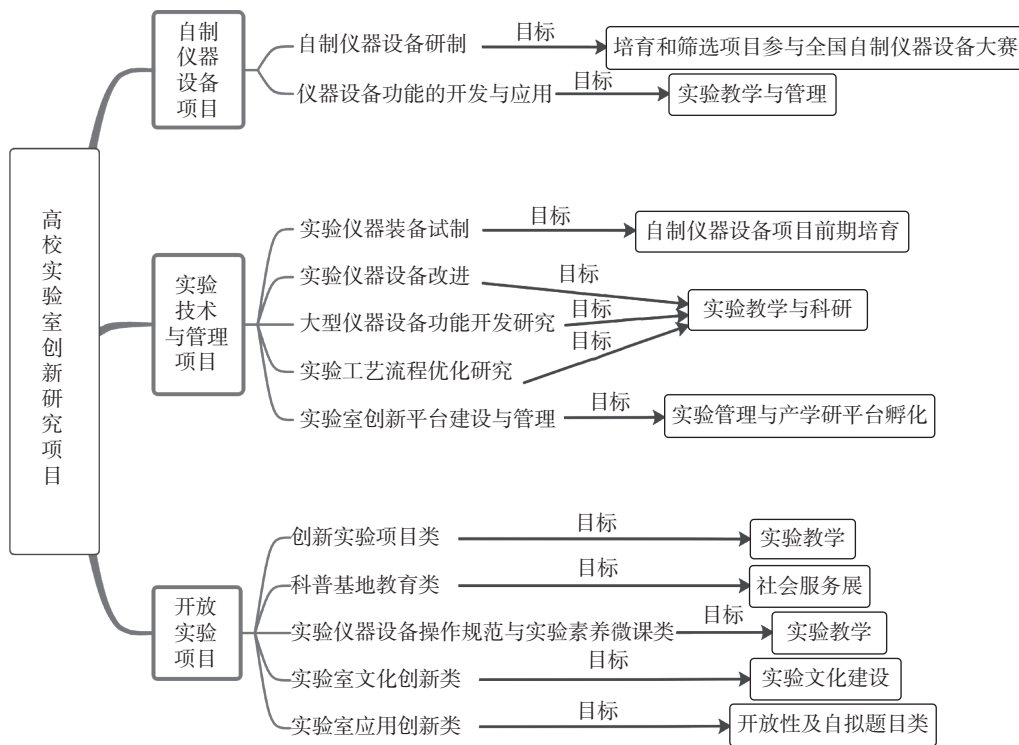 高校实验室创新研究项目
自制
仪器
设备
项目
自制仪器设备研制
目标
培育和筛选项目参与全国自制仪器设备大赛
仪器设备功能的开发与应用
目标
实验教学与管理
实验
技术
与管理
项目
实验仪器装备试制
目标
自制仪器设备项目前期培育
实验仪器设备改进
目标
大型仪器设备功能开发研究
目标
实验教学与科研
实验工艺流程优化研究
目标
实验室创新平台建设与管理
目标
实验管理与产学研平台孵化
开放
实验
项目
创新实验项目类
目标
实验教学
科普基地教育类
目标
社会服务展
实验仪器设备操作规范与实验素养微课类
目标
实验教学
实验室文化创新类
目标
实验文化建设
实验室应用创新类
目标
开放性及自拟题目类